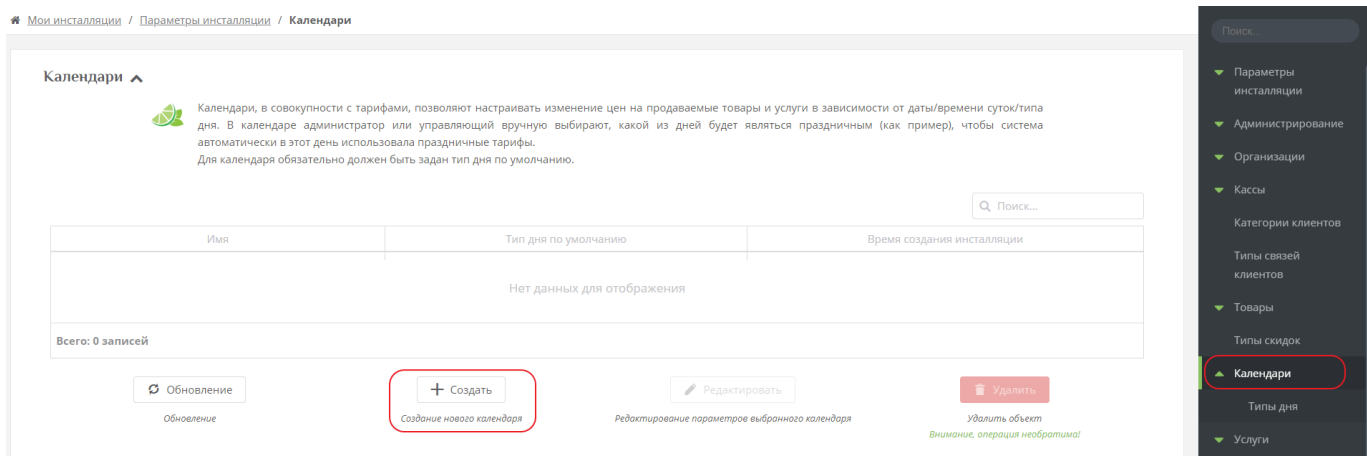 Мои инсталляции / Параметры инсталляции / Календари
Календари
Календари, в совокупности с тарифами, позволяют настраивать изменение цен на продаваемые товары и услуги в зависимости от даты/времени суток/типа
дня. В календаре администратор или управляющий вручную выбирают, какой из дней будет являться праздничным (как пример), чтобы система
автоматически в этот день использовала праздничные тарифы.
Для календаря обязательно должен быть задан тип дня по умолчанию.
Поиск...
Имя Тип дня по умолчанию Время создания инсталляции
Нет данных для отображения
Всего: 0 записей
Обновление Создать Редактировать Удалить
Обновление Создание нового календаря Редактирование параметров выбранного календаря Удалить объект
Внимание, операция необратима!
Поиск...
Параметры
инсталляции
Администрирование
Организации
Кассы
Категории клиентов
Типы связей
клиентов
Товары
Типы скидок
Календари
Типы дня
Услуги